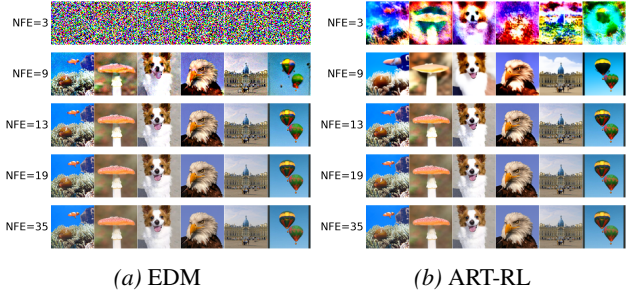 NFE=3
NFE=9
NFE=13
NFE=19
NFE=35
(a) EDM
NFE=3
NFE=9
NFE=13
NFE=19
NFE=35
(b) ART-RL